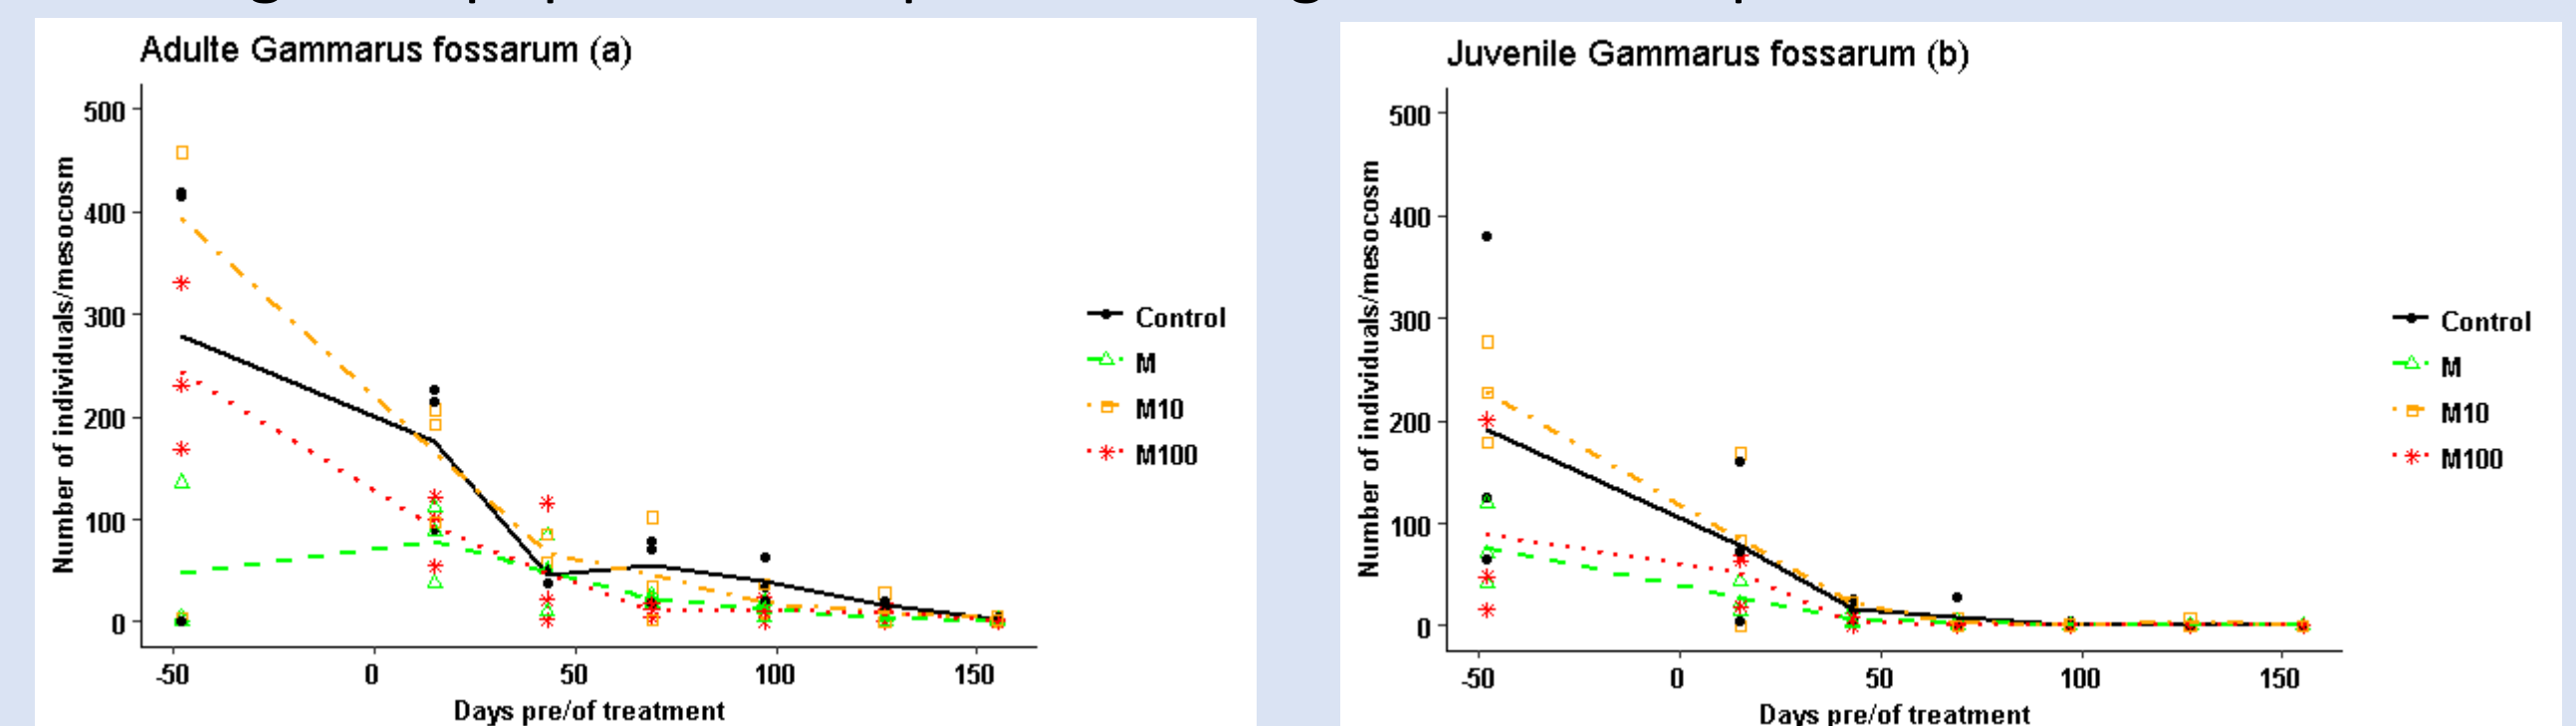 Adulte Gammarus fossarum (a)
Number of individuals/mesocosm
500
400
300
200
100
0
-50 0 50 100 150
Days pre/of treatment
Control
M
M10
M100
Juvenile Gammarus fossarum (b)
Number of individuals/mesocosm
500
400
300
200
100
0
-50 0 50 100 150
Days pre/of treatment
Control
M
M10
M100